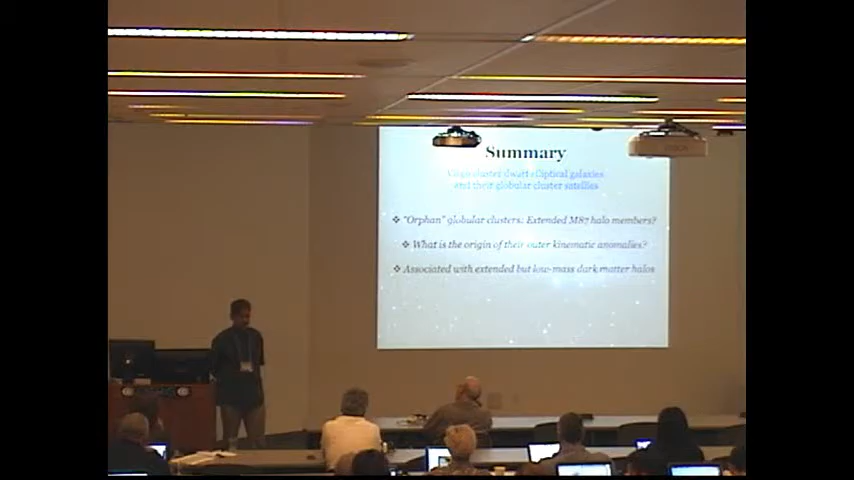 Summary
Virgo cluster dwarf elliptical galaxies
and their globular cluster satellites
❖ "Orphan" globular clusters: Extended M87 halo members?
❖ What is the origin of their outer kinematic anomalies?
❖ Associated with extended but low-mass dark matter halos